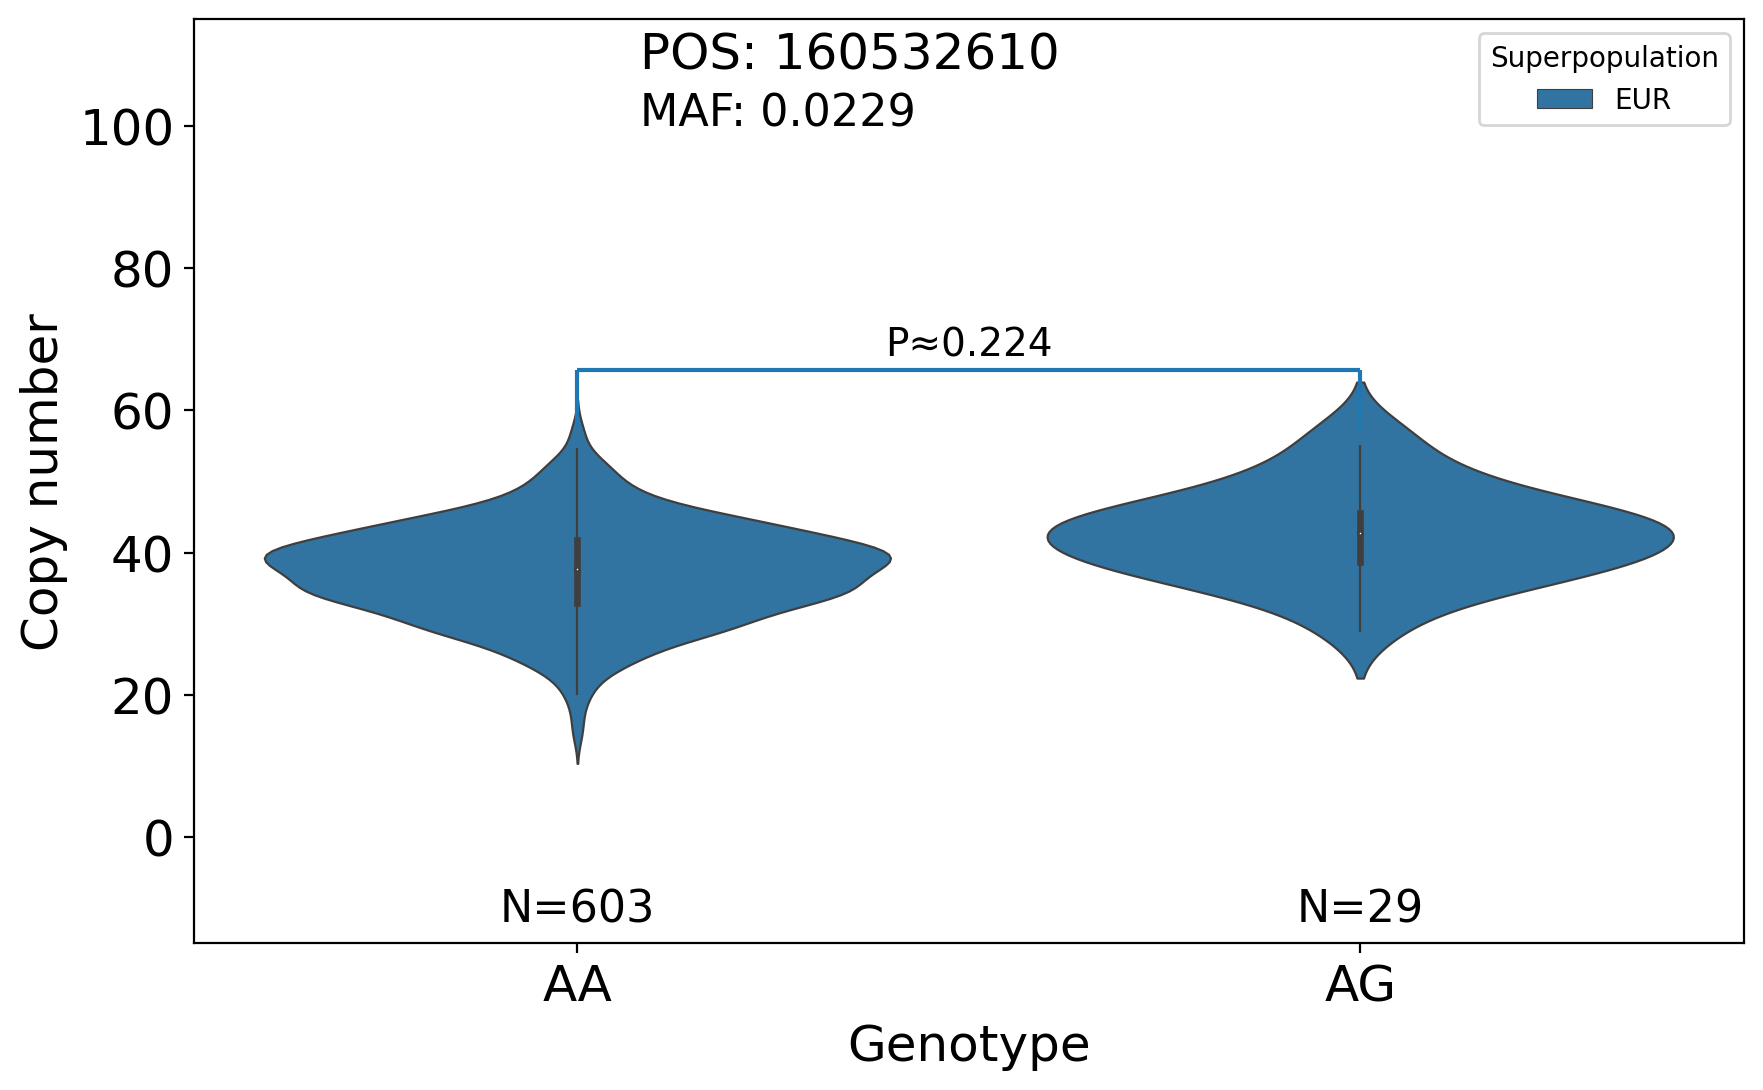 POS: 160532610
MAF: 0.0229
Superpopulation
EUR
100
80
60
40
20
0
Copy number
P≈0.224
N=603
N=29
AA
AG
Genotype